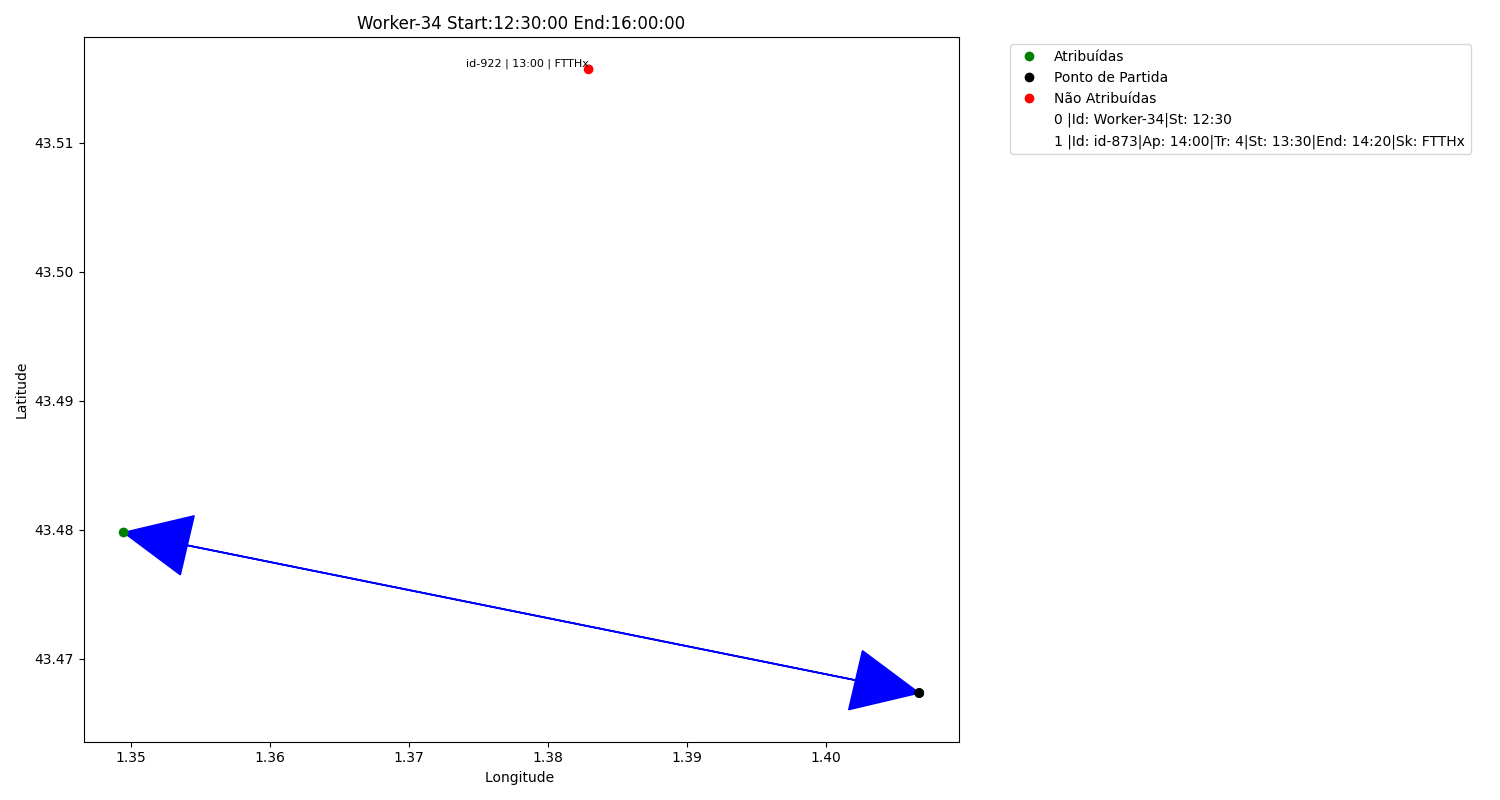 Worker-34 Start:12:30:00 End:16:00:00
id-922 | 13:00 | FTTHx
Atribuídas
Ponto de Partida
Não Atribuídas
0 |Id: Worker-34|St: 12:30
1 |Id: id-873|Ap: 14:00|Tr: 4|St: 13:30|End: 14:20|Sk: FTTHx
43.51
43.50
43.49
43.48
43.47
Latitude
1.35 1.36 1.37 1.38 1.39 1.40
Longitude